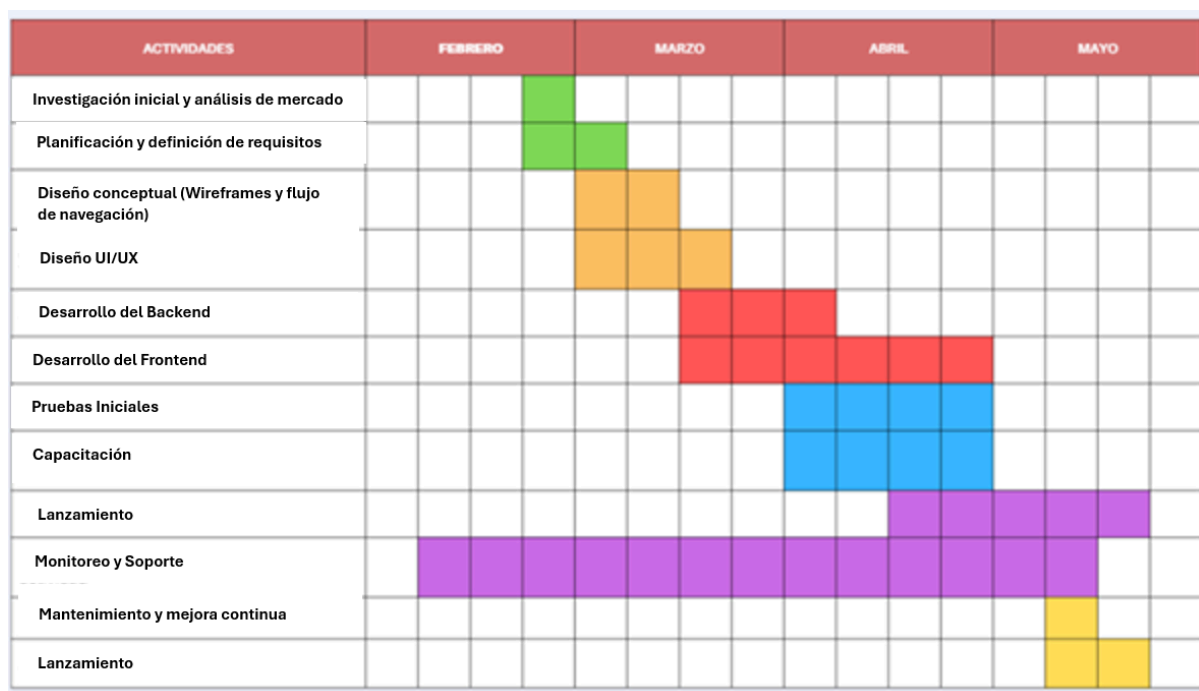 ACTIVIDADES FEBRERO MARZO ABRIL MAYO
Investigación inicial y análisis de mercado
Planificación y definición de requisitos
Diseño conceptual (Wireframes y flujo
de navegación)
Diseño UI/UX
Desarrollo del Backend
Desarrollo del Frontend
Pruebas Iniciales
Capacitación
Lanzamiento
Monitoreo y Soporte
Mantenimiento y mejora continua
Lanzamiento